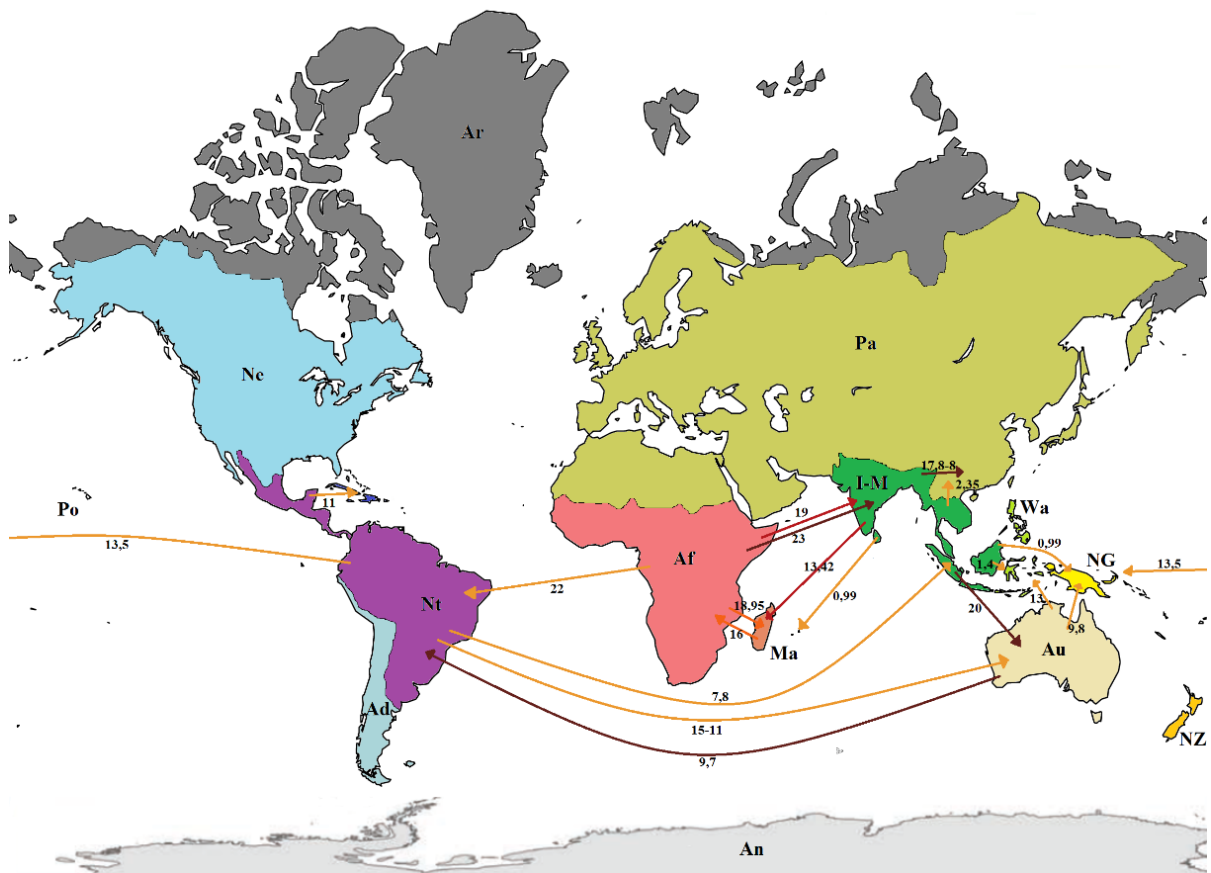 Ar
Pa
Nc
I-M
17,8-8
2,35
11
Po
Wa
19
23
0,99
NG
13,5
13,5
Af
13,42
1,4
22
Nt
18,95
0,99
20
13
9,8
16
Ma
Au
7,8
Ad
15-11
NZ
9,7
An